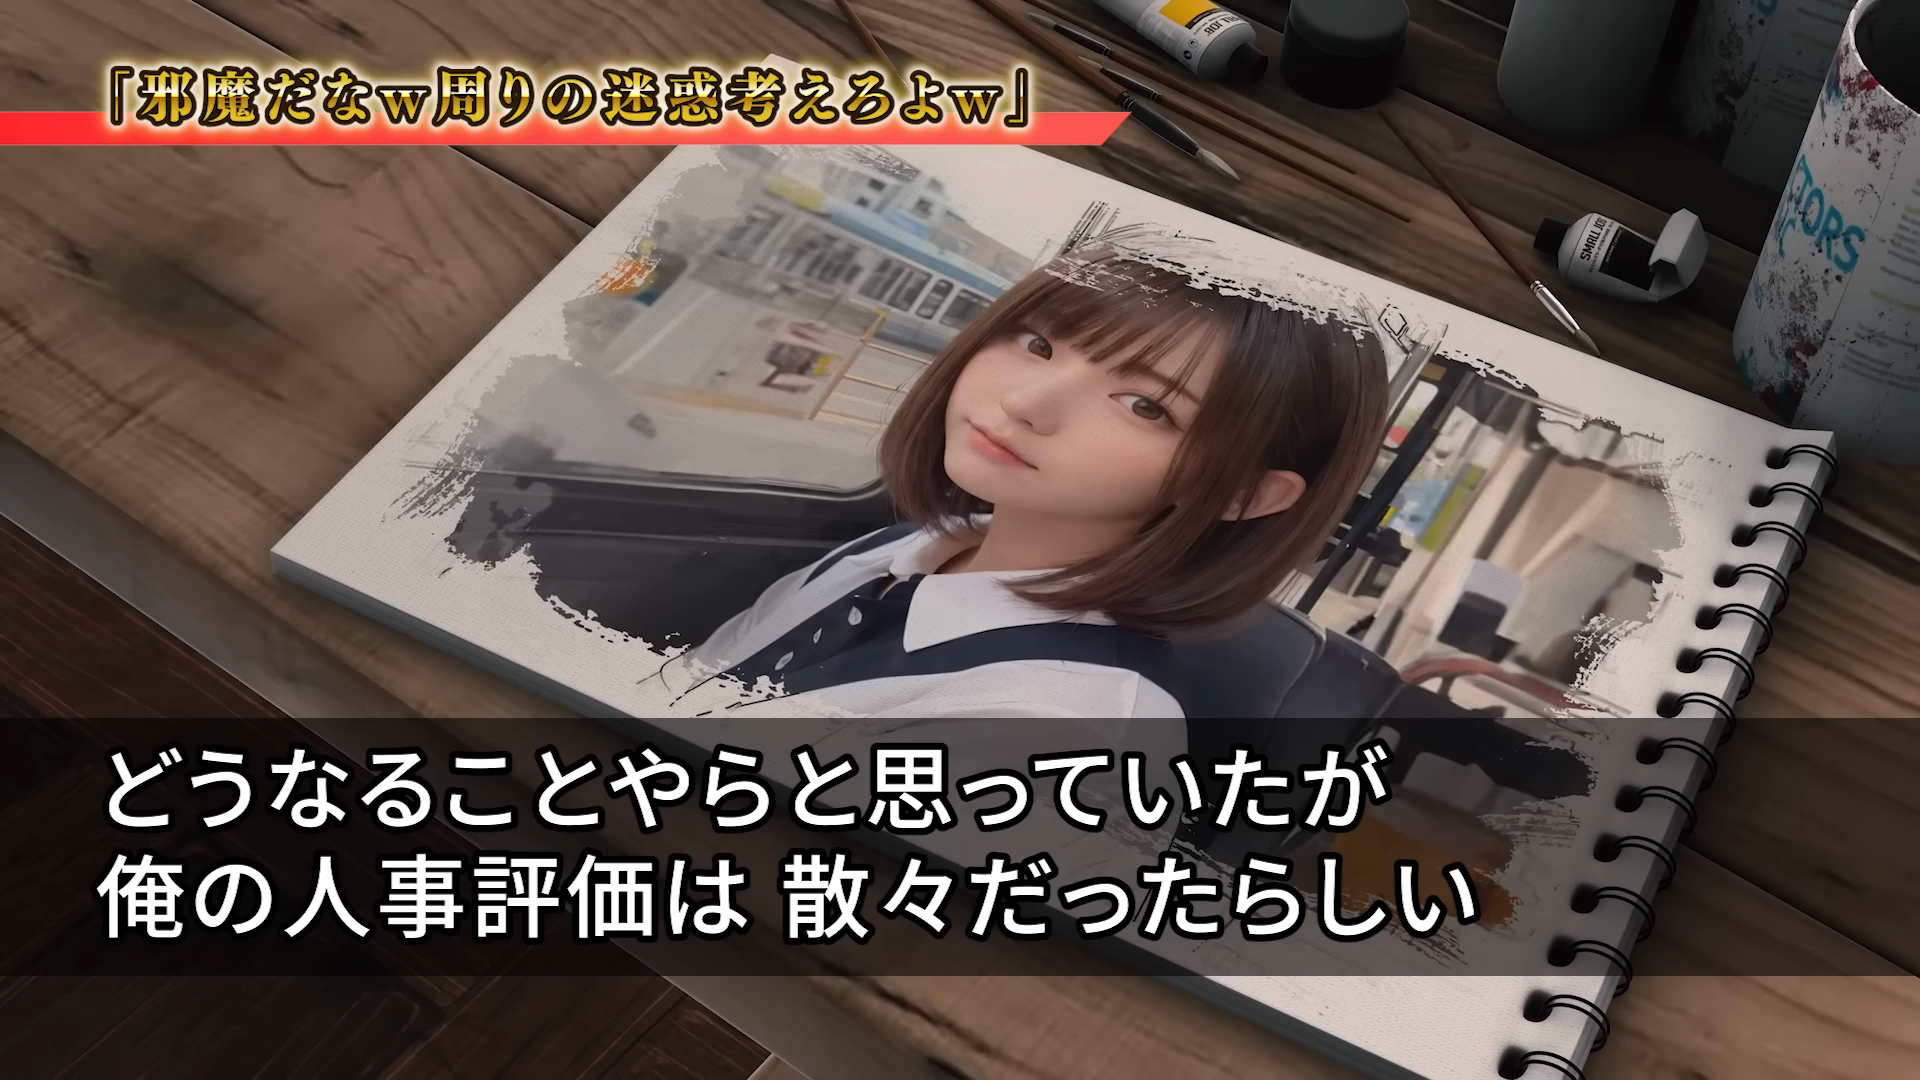 「邪魔だなw周りの迷惑考えろよw」
SMALL JOB
どうなることやらと思っていたが
俺の人事評価は 散々だったらしい